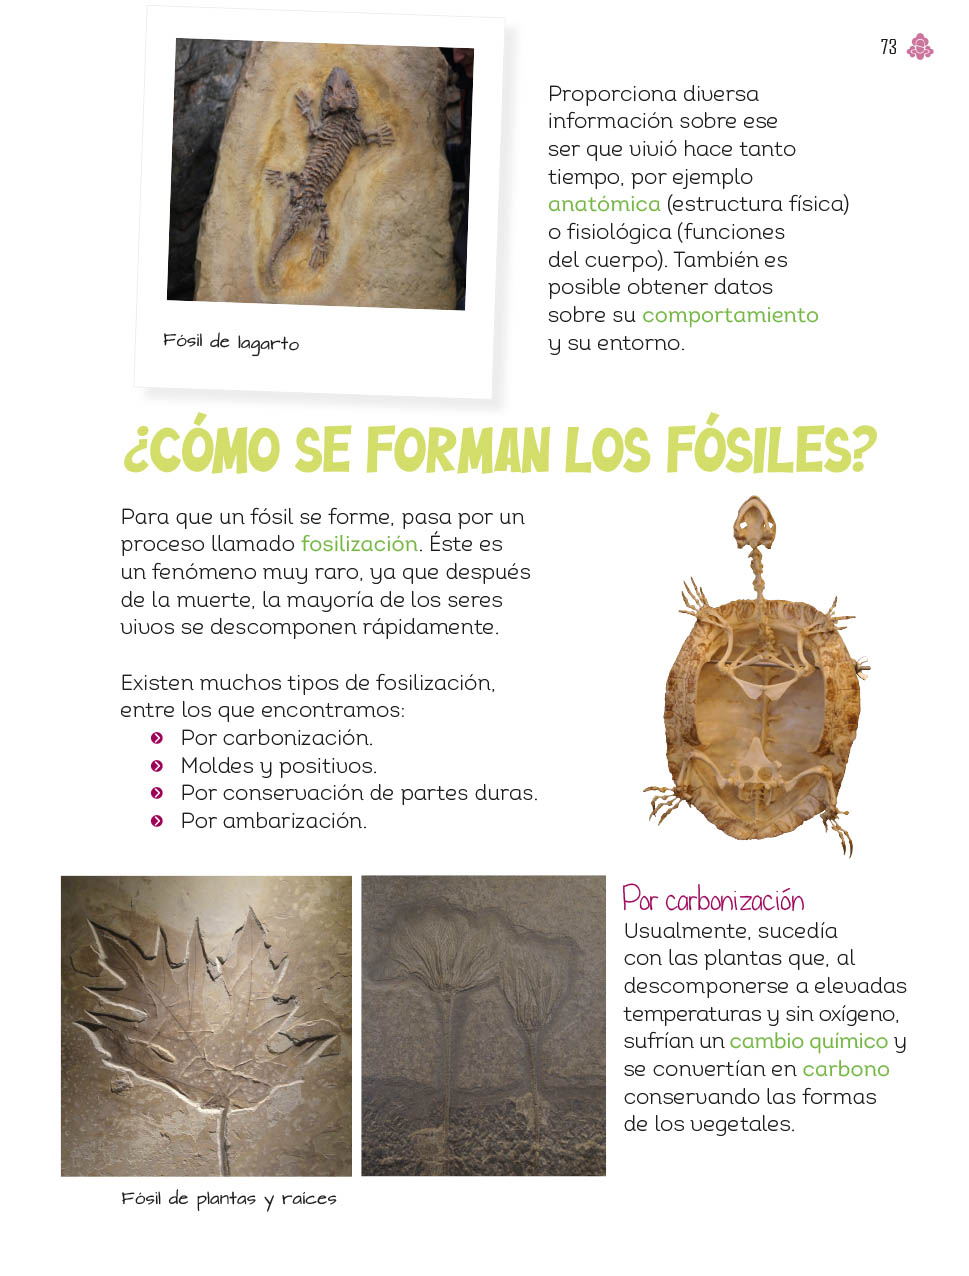 73
Proporciona diversa
información sobre ese
ser que vivió hace tanto
tiempo, por ejemplo
anatómica (estructura física)
o fisiológica (funciones
del cuerpo). También es
posible obtener datos
sobre su comportamiento
y su entorno.
Fósil de lagarto
¿CÓMO SE FORMAN LOS FÓSILES?
Para que un fósil se forme, pasa por un
proceso llamado fosilización. Éste es
un fenómeno muy raro, ya que después
de la muerte, la mayoría de los seres
vivos se descomponen rápidamente.
Existen muchos tipos de fosilización,
entre los que encontramos:
Por carbonización.
Moldes y positivos.
Por conservación de partes duras.
Por ambarización.
Por carbonización
Usualmente, sucedía
con las plantas que, al
descomponerse a elevadas
temperaturas y sin oxígeno,
sufrían un cambio químico y
se convertían en carbono
conservando las formas
de los vegetales.
Fósil de plantas y raíces